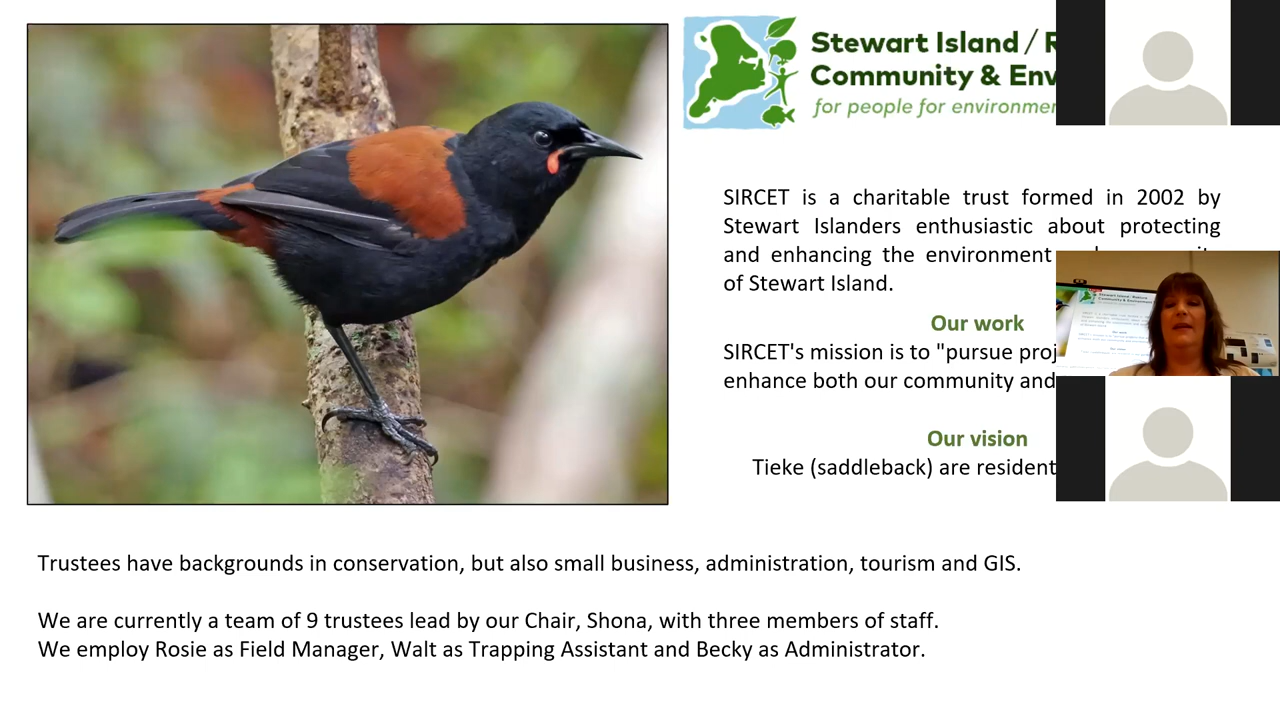 Stewart Island / R
Community & Env
for people for environmen
SIRCET is a charitable trust formed in 2002 by
Stewart Islanders enthusiastic about protecting
and enhancing the environment
of Stewart Island.
Our work
SIRCET's mission is to "pursue proj
enhance both our community and
Our vision
Tieke (saddleback) are resident
Trustees have backgrounds in conservation, but also small business, administration, tourism and GIS.
We are currently a team of 9 trustees lead by our Chair, Shona, with three members of staff.
We employ Rosie as Field Manager, Walt as Trapping Assistant and Becky as Administrator.